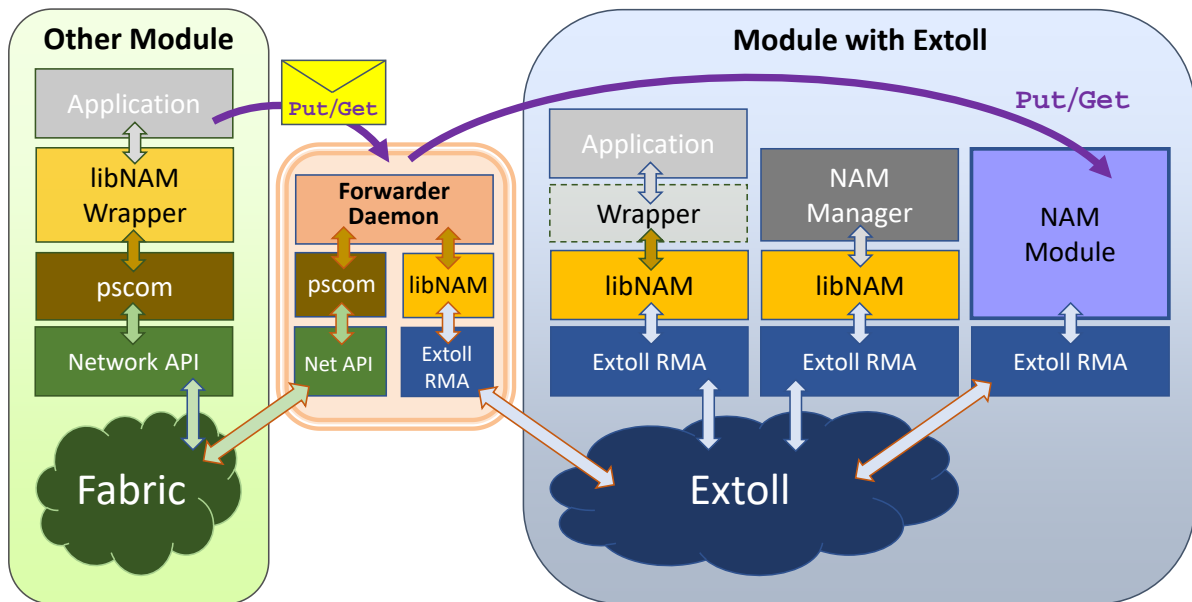 Other Module
Application
libNAM
Wrapper
pscom
Network API
Fabric
Put/Get
Forwarder
Daemon
pscom
libNAM
Net API
Extoll
RMA
Module with Extoll
Put/Get
Application
Wrapper
libNAM
Extoll RMA
NAM
Manager
libNAM
Extoll RMA
NAM
Module
Extoll RMA
Extoll